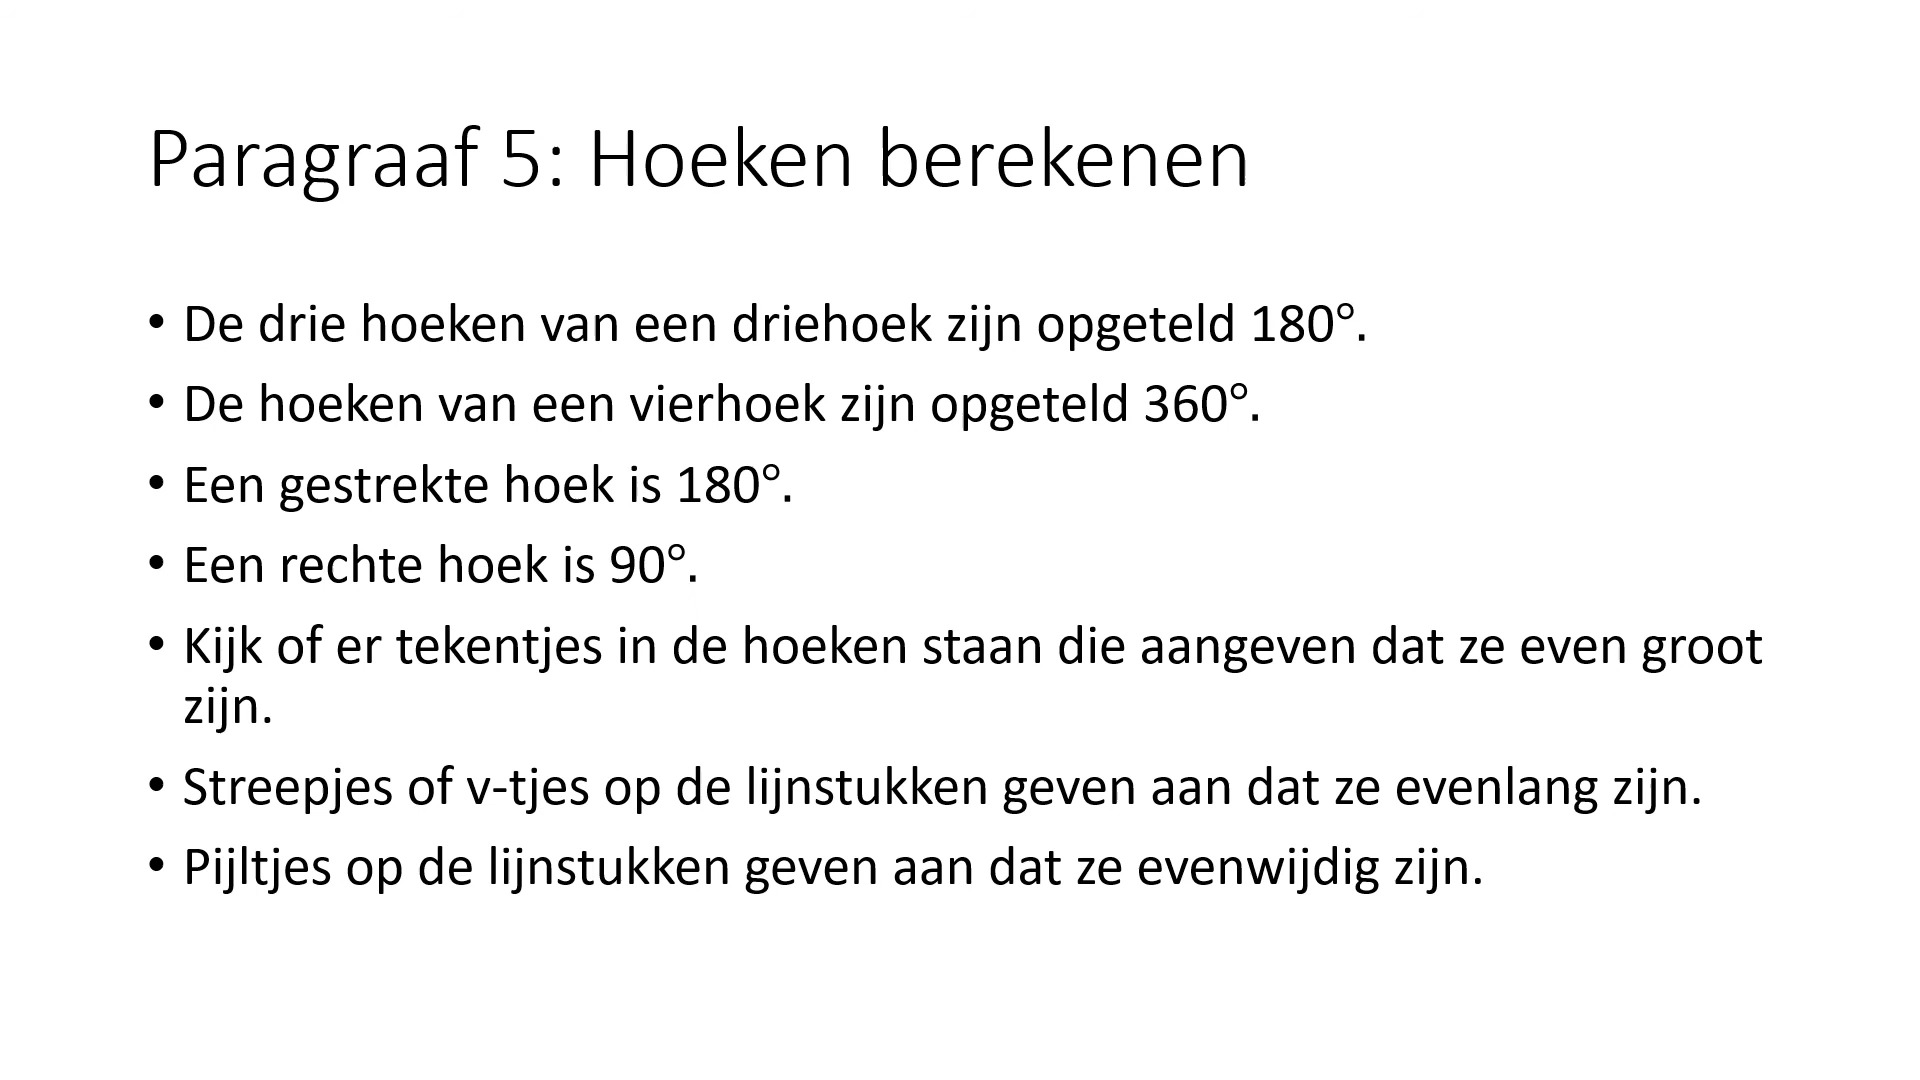 Paragraaf 5: Hoeken berekenen
• De drie hoeken van een driehoek zijn opgeteld 180°.
• De hoeken van een vierhoek zijn opgeteld 360°.
• Een gestrekte hoek is 180°.
• Een rechte hoek is 90°.
• Kijk of er tekentjes in de hoeken staan die aangeven dat ze even groot
zijn.
• Streepjes of v-tjes op de lijnstukken geven aan dat ze evenlang zijn.
• Pijltjes op de lijnstukken geven aan dat ze evenwijdig zijn.